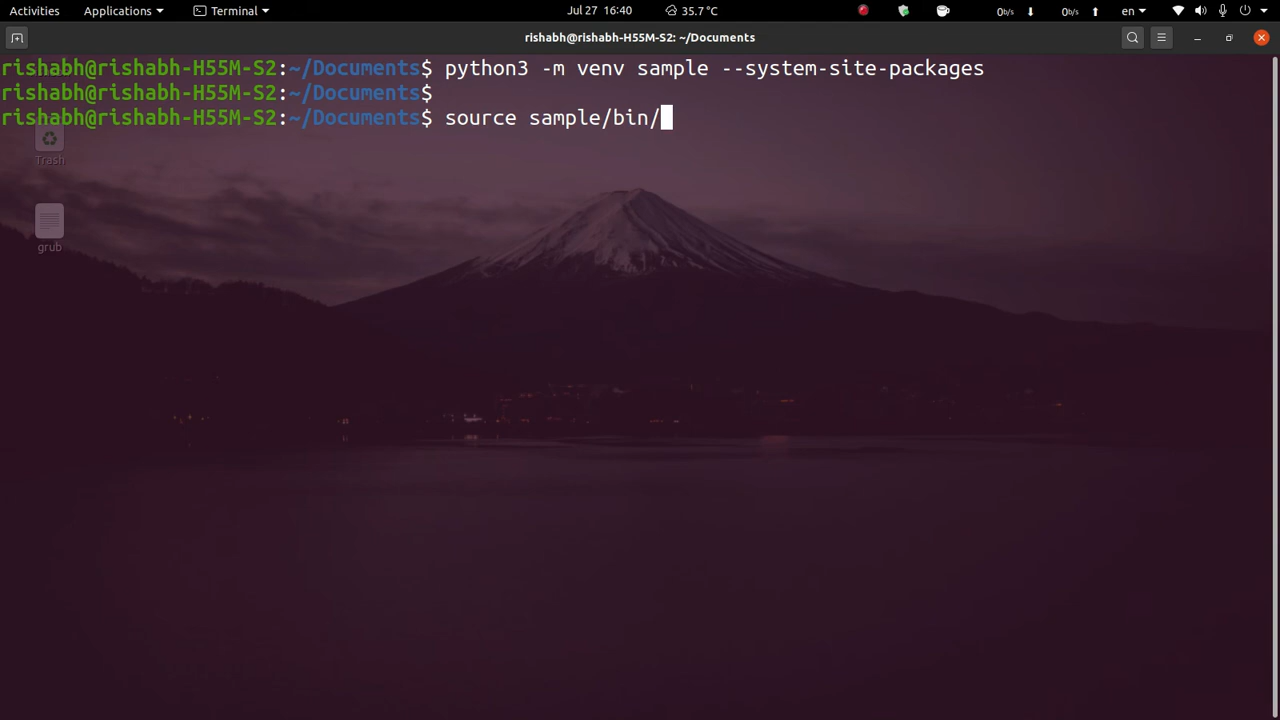 Activities Applications Terminal Jul 27 16:40 35.7 °C 0b/s 0b/s en
rishabh@rishabh-H55M-S2: ~/Documents
rishabh@rishabh-H55M-S2:~/Documents$ python3 -m venv sample --system-site-packages
rishabh@rishabh-H55M-S2:~/Documents$
rishabh@rishabh-H55M-S2:~/Documents$ source sample/bin/
Trash
grub